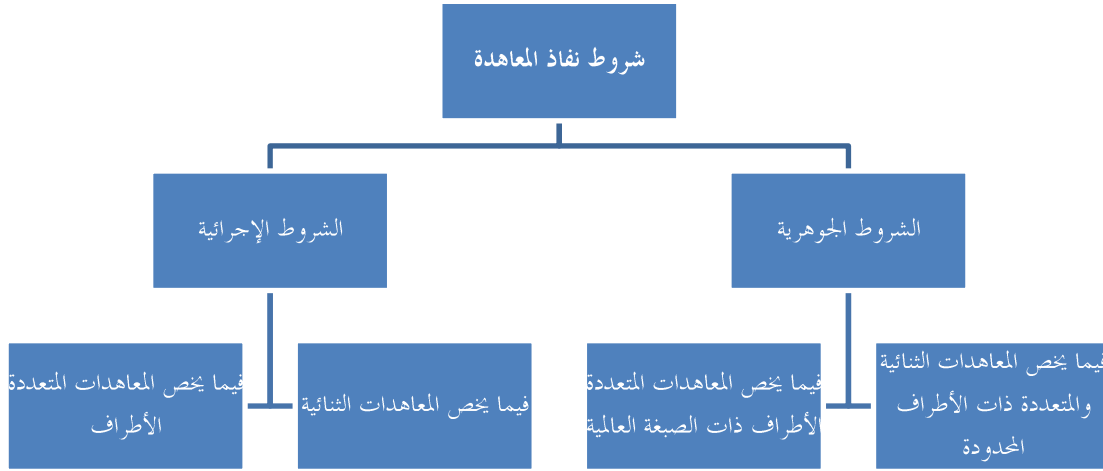 شروط نفاذ المعاهدة
الشروط الجوهرية
الشروط الإجرائية
فيما يخص المعاهدات الثنائية
والمتعددة ذات الأطراف
المحدودة
فيما يخص المعاهدات المتعددة
الأطراف ذات الصبغة العالمية
فيما يخص المعاهدات الثنائية
فيما يخص المعاهدات المتعددة
الأطراف